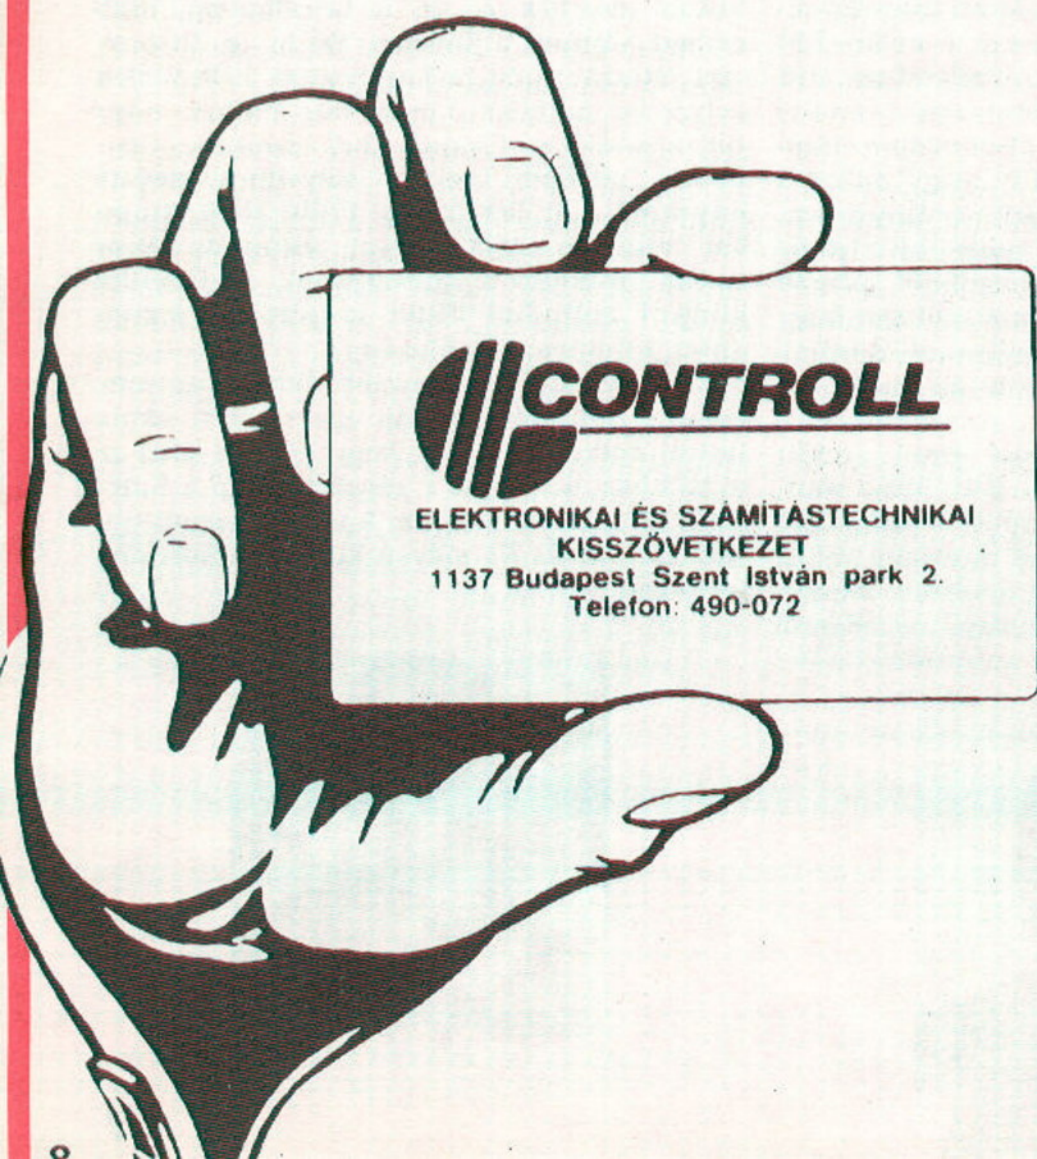 CONTROLL
ELEKTRONIKAI ÉS SZÁMÍTÁSTECHNIKAI
KISSZÖVETKEZET
1137 Budapest Szent István park 2.
Telefon: 490-072